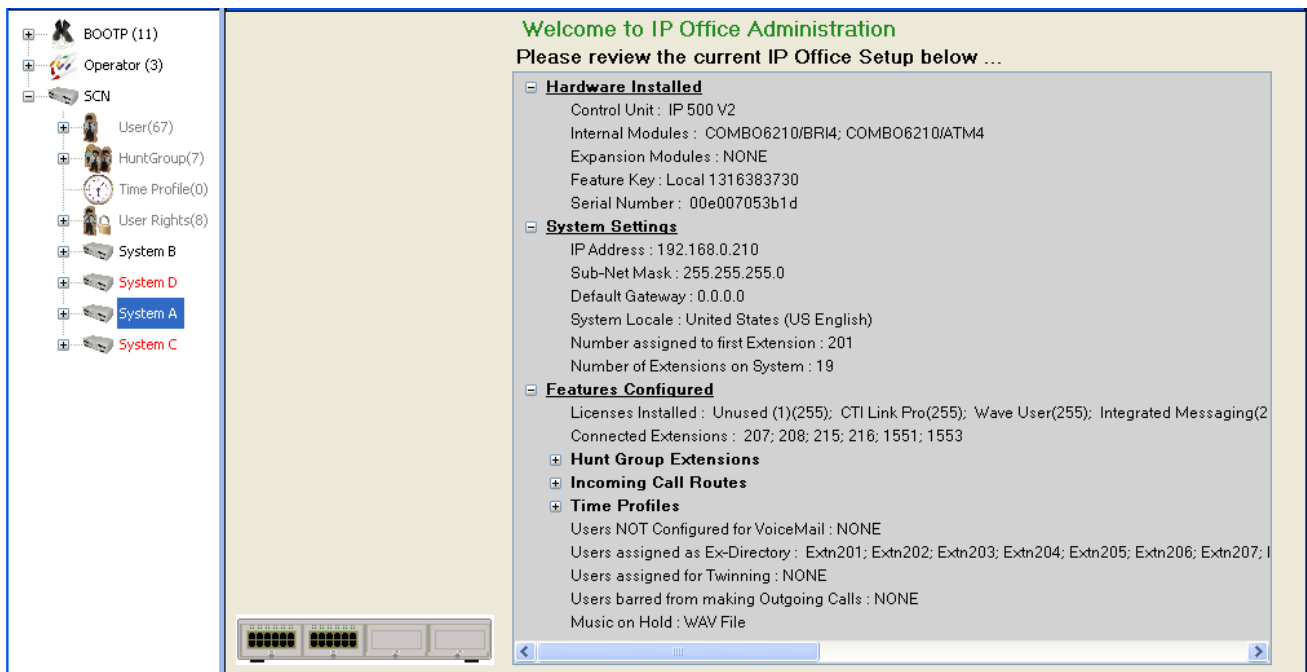 BOOTP (11)
Operator (3)
SCN
User(67)
HuntGroup(7)
Time Profile(0)
User Rights(8)
System B
System D
System A
System C
Welcome to IP Office Administration
Please review the current IP Office Setup below ...
Hardware Installed
Control Unit : IP 500 V2
Internal Modules : COMBO6210/BRI4; COMBO6210/ATM4
Expansion Modules : NONE
Feature Key : Local 1316383730
Serial Number : 00e007053b1d
System Settings
IP Address : 192.168.0.210
Sub-Net Mask : 255.255.255.0
Default Gateway : 0.0.0.0
System Locale : United States (US English)
Number assigned to first Extension : 201
Number of Extensions on System : 19
Features Configured
Licenses Installed : Unused (1)(255); CTI Link Pro(255); Wave User(255); Integrated Messaging(2
Connected Extensions : 207; 208; 215; 216; 1551; 1553
Hunt Group Extensions
Incoming Call Routes
Time Profiles
Users NOT Configured for VoiceMail : NONE
Users assigned as Ex-Directory : Extn201; Extn202; Extn203; Extn204; Extn205; Extn206; Extn207;
Users assigned for Twinning : NONE
Users barred from making Outgoing Calls : NONE
Music on Hold : WAV File